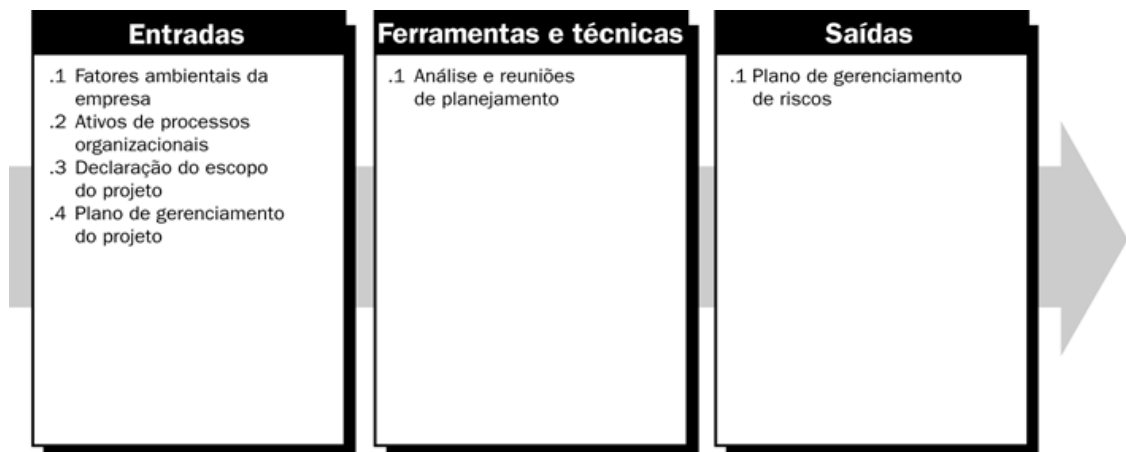 Entradas
.1 Fatores ambientais da
empresa
.2 Ativos de processos
organizacionais
.3 Declaração do escopo
do projeto
.4 Plano de gerenciamento
do projeto
Ferramentas e técnicas
.1 Análise e reuniões
de planejamento
Saídas
.1 Plano de gerenciamento
de riscos